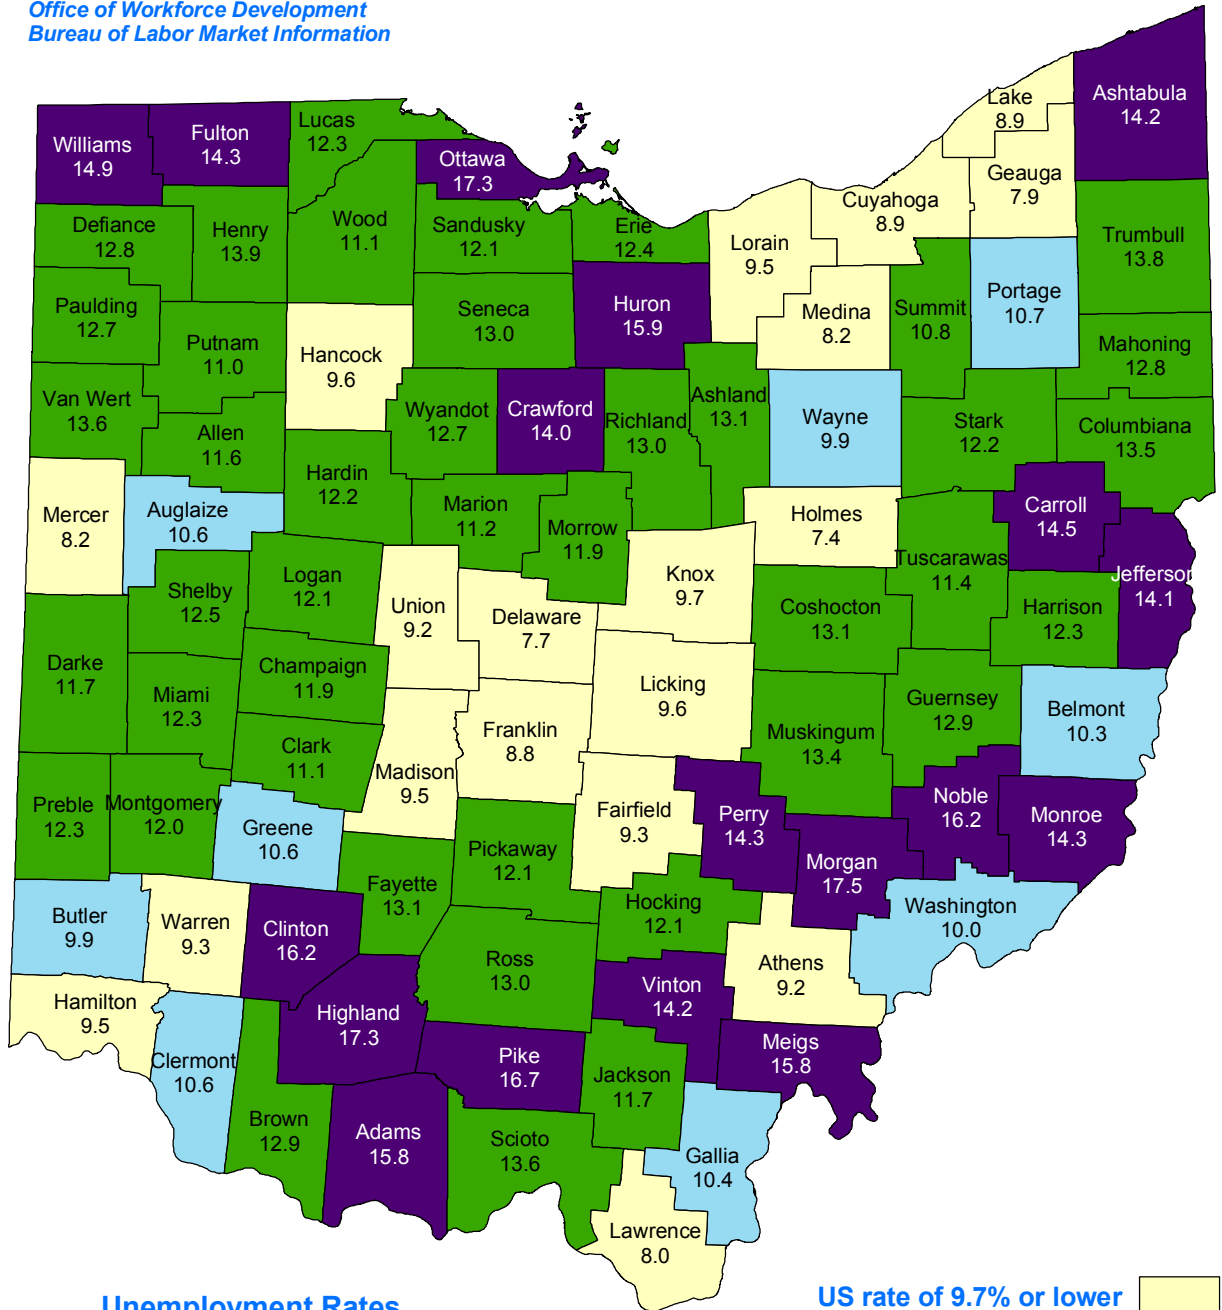 Office of Workforce Development
Bureau of Labor Market Information
Lake
8.9
Ashtabula
14.2
Williams
14.9
Fulton
14.3
Lucas
12.3
Ottawa
17.3
Geauga
7.9
Cuyahoga
8.9
Defiance
12.8
Henry
13.9
Wood
11.1
Sandusky
12.1
Erie
12.4
Lorain
9.5
Trumbull
13.8
Paulding
12.7
Putnam
11.0
Hancock
9.6
Seneca
13.0
Huron
15.9
Medina
8.2
Summit
10.8
Portage
10.7
Mahoning
12.8
Van Wert
13.6
Allen
11.6
Hardin
12.2
Wyandot
12.7
Crawford
14.0
Richland
13.0
Ashland
13.1
Wayne
9.9
Stark
12.2
Columbiana
13.5
Mercer
8.2
Auglaize
10.6
Marion
11.2
Morrow
11.9
Holmes
7.4
Carroll
14.5
Tuscarawas
11.4
Jefferson
14.1
Shelby
12.5
Logan
12.1
Union
9.2
Delaware
7.7
Knox
9.7
Coshocton
13.1
Harrison
12.3
Darke
11.7
Miami
12.3
Champaign
11.9
Licking
9.6
Muskingum
13.4
Guernsey
12.9
Belmont
10.3
Clark
11.1
Madison
9.5
Franklin
8.8
Preble
12.3
Montgomery
12.0
Greene
10.6
Pickaway
12.1
Fairfield
9.3
Perry
14.3
Morgan
17.5
Noble
16.2
Monroe
14.3
Butler
9.9
Warren
9.3
Clinton
16.2
Fayette
13.1
Hocking
12.1
Washington
10.0
Ross
13.0
Vinton
14.2
Athens
9.2
Hamilton
9.5
Clermont
10.6
Highland
17.3
Pike
16.7
Jackson
11.7
Meigs
15.8
Brown
12.9
Adams
15.8
Scioto
13.6
Gallia
10.4
Lawrence
8.0
Unemployment Rates
US rate of 9.7% or lower